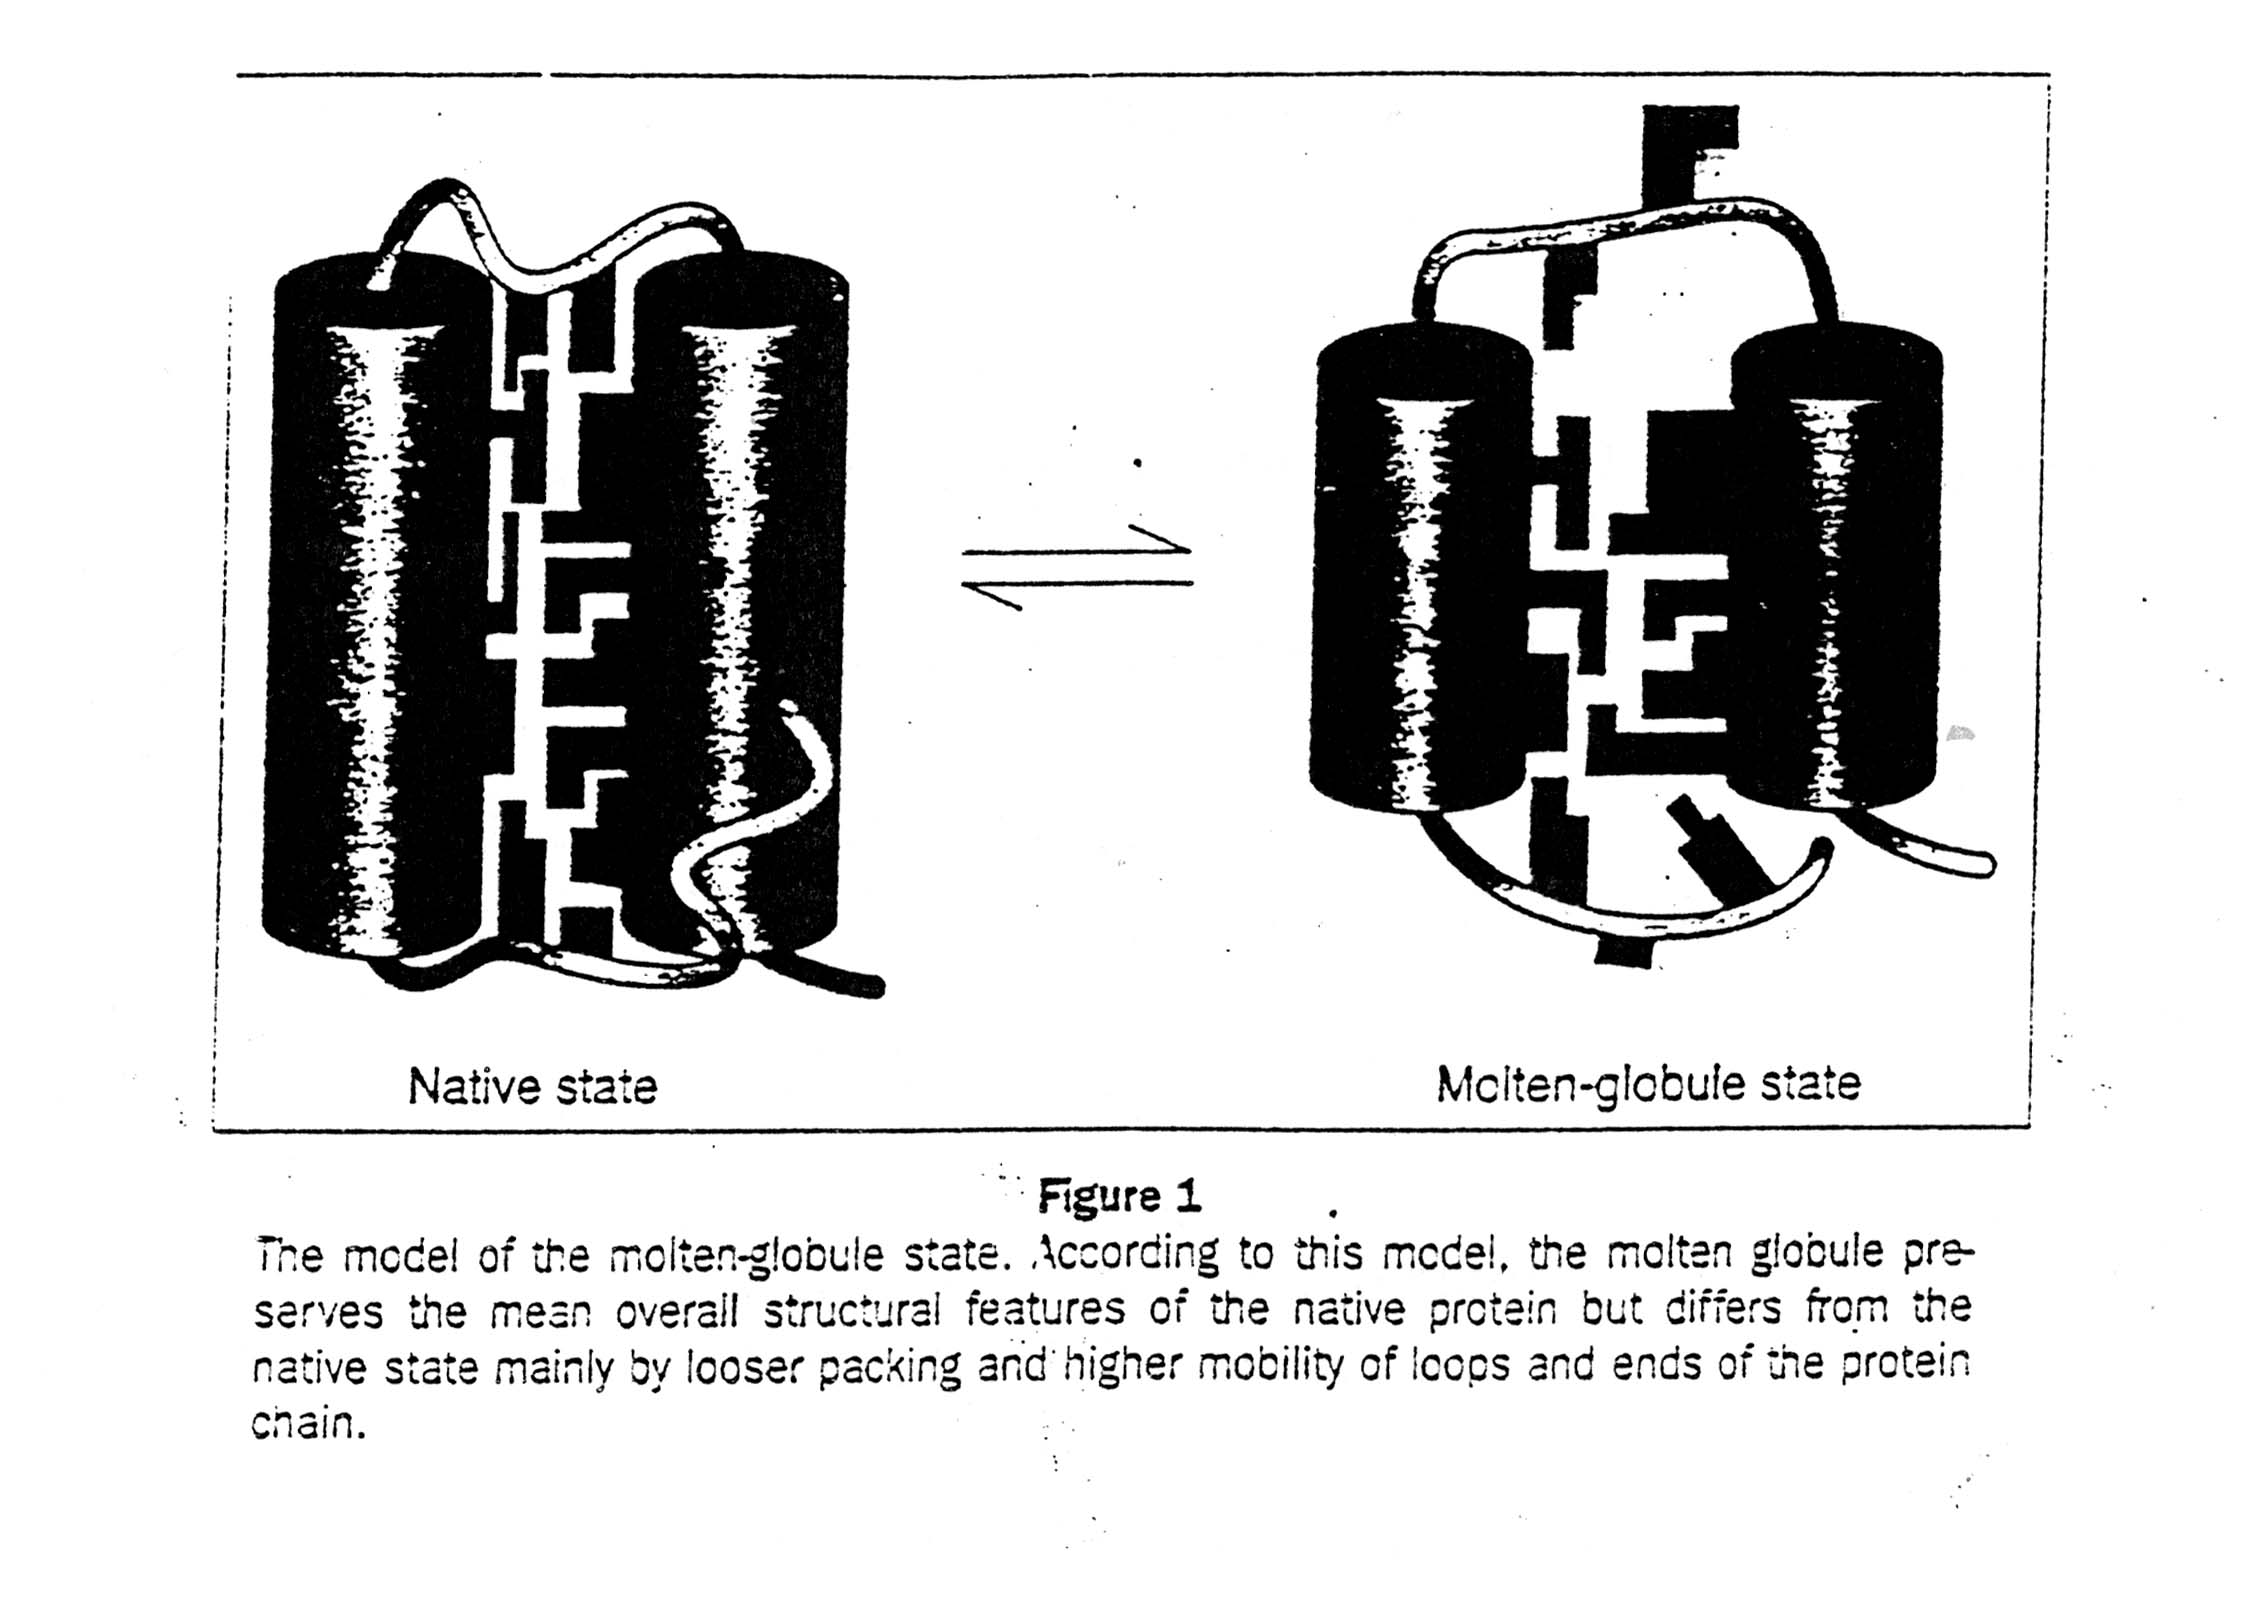 Native state
Molten-globule state
Figure 1
The model of the molten-globule state. According to this model, the molten globule pre-
serves the mean overall structural features of the native protein but differs from the
native state mainly by looser packing and higher mobility of loops and ends of the protein
chain.